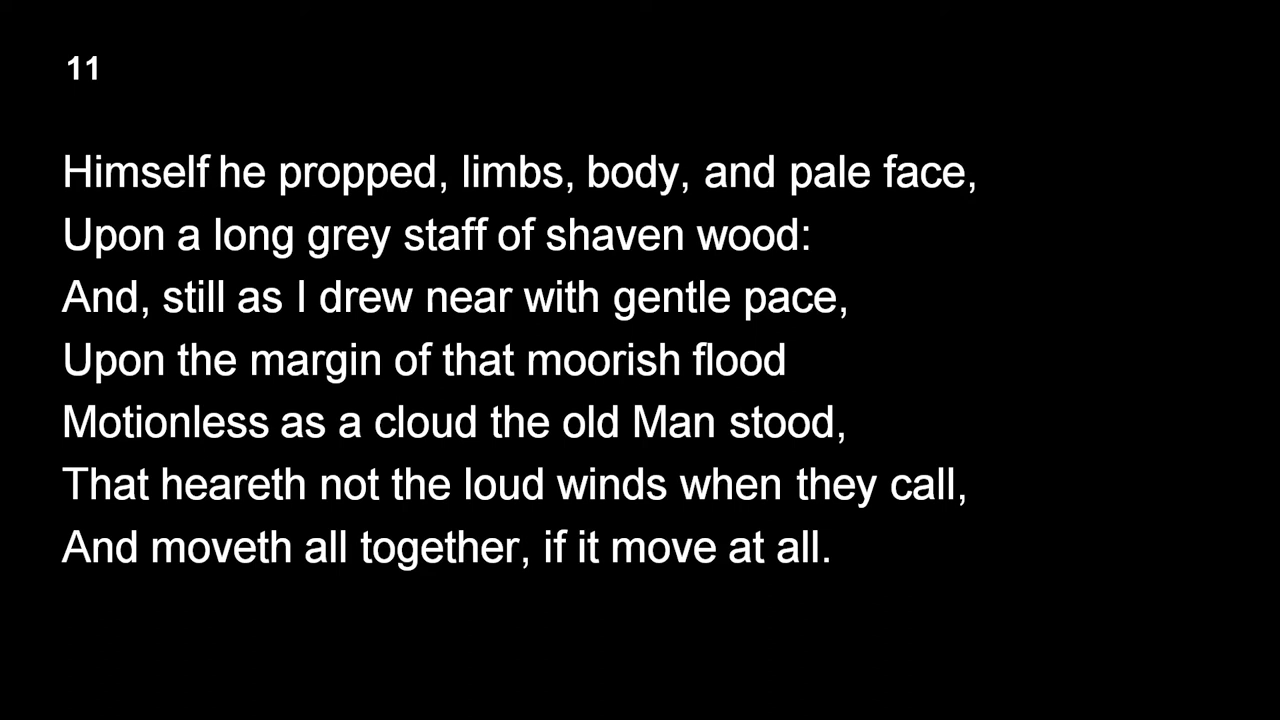 11
Himself he propped, limbs, body, and pale face,
Upon a long grey staff of shaven wood:
And, still as I drew near with gentle pace,
Upon the margin of that moorish flood
Motionless as a cloud the old Man stood,
That heareth not the loud winds when they call,
And moveth all together, if it move at all.